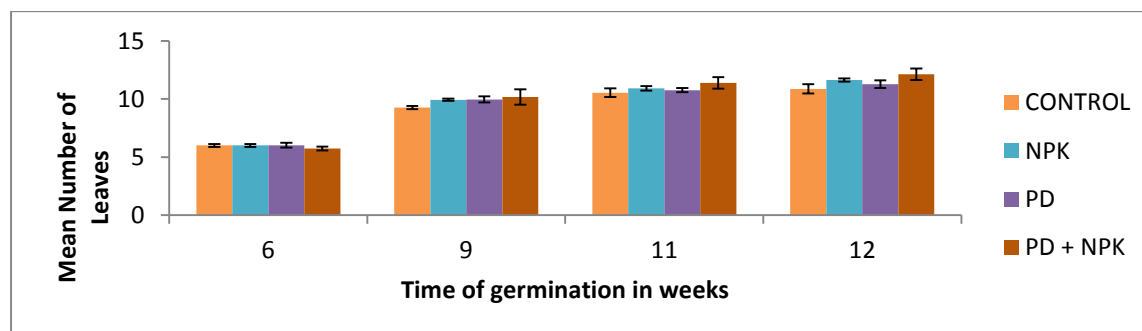 15
10
5
0
Mean Number of
Leaves
6
9
11
12
Time of germination in weeks
CONTROL
NPK
PD
PD + NPK